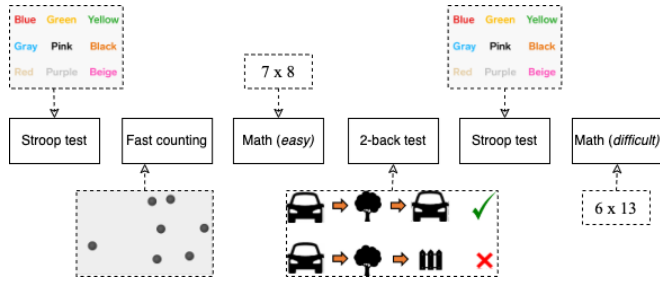 Blue Green Yellow
Gray Pink Black
Red Purple Beige
Blue Green Yellow
Gray Pink Black
Red Purple Beige
7 x 8
Stroop test
Fast counting
Math (easy)
2-back test
Stroop test
Math (difficult)
6 x 13